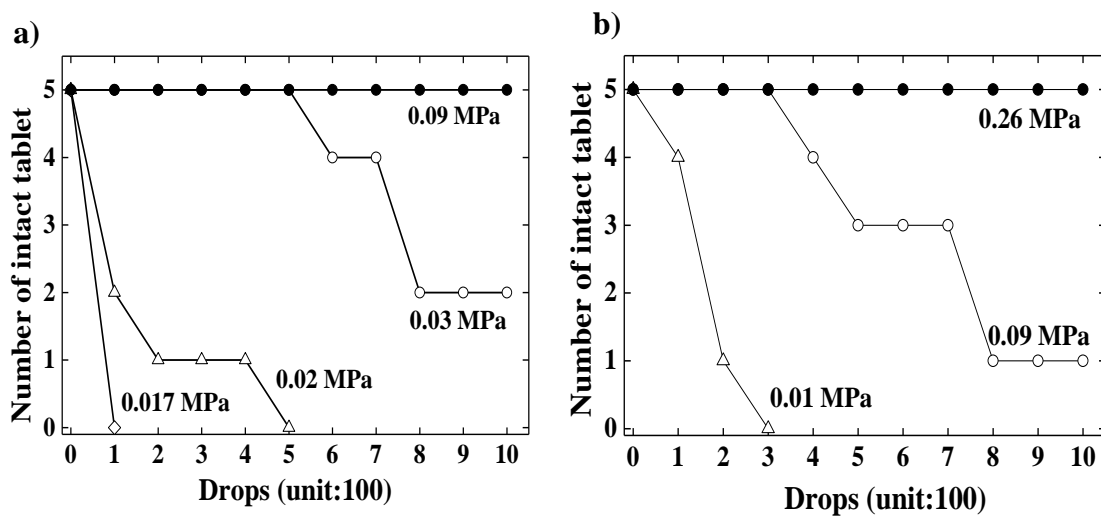 a)
Number of intact tablet
5
4
3
2
1
0
0.09 MPa
0.03 MPa
0.02 MPa
0.017 MPa
0 1 2 3 4 5 6 7 8 9 10
Drops (unit:100)
b)
Number of intact tablet
5
4
3
2
1
0
0.26 MPa
0.09 MPa
0.01 MPa
0 1 2 3 4 5 6 7 8 9 10
Drops (unit:100)